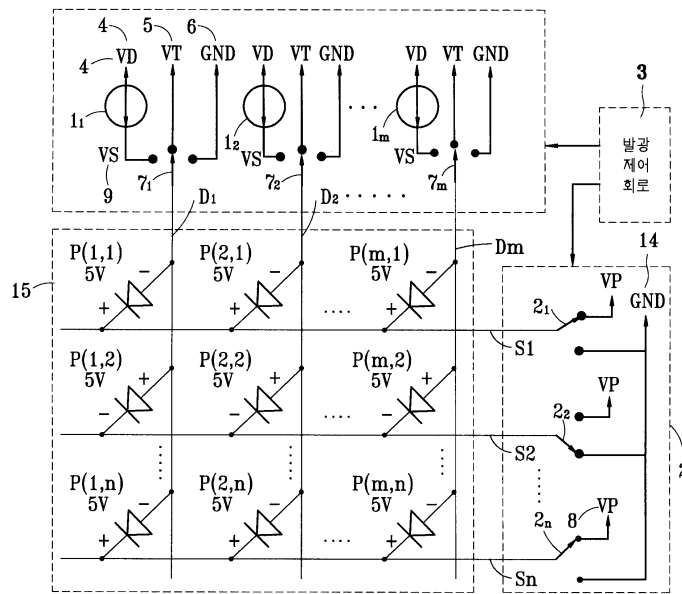 4 5 6
4 VD VT GND VD VT GND VD VT GND
1₁ 1₂ 1m
VS VS VS
9 7₁ 7₂ 7m
D₁ D₂ Dm
3
발광
제어
회로
15
P(1,1) P(2,1) P(m,1)
5V 5V 5V
14
VP GND
2₁
S1
P(1,2) P(2,2) P(m,2)
5V 5V 5V
VP
2₂
S2
2
P(1,n) P(2,n) P(m,n)
5V 5V 5V
8 VP
2n
Sn